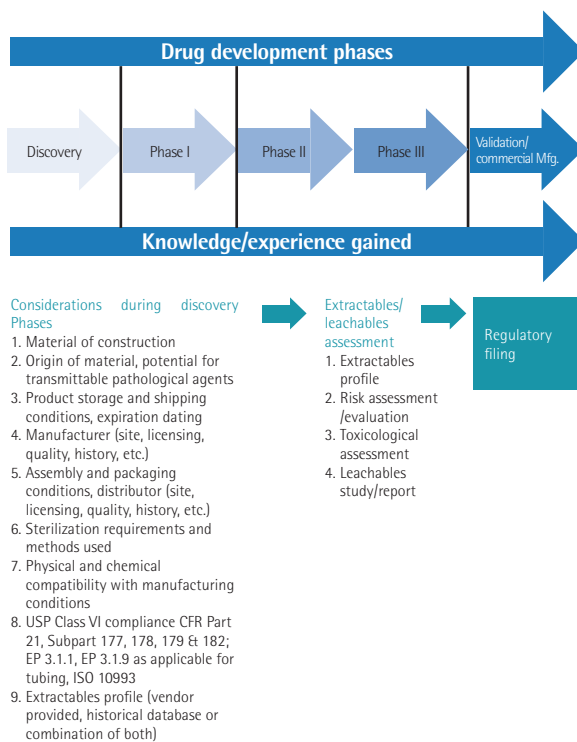 Drug development phases
Discovery
Phase I
Phase II
Phase III
Validation/
commercial Mfg.
Knowledge/experience gained
Considerations during discovery
Phases
1. Material of construction
2. Origin of material, potential for
transmittable pathological agents
3. Product storage and shipping
conditions, expiration dating
4. Manufacturer (site, licensing,
quality, history, etc.)
5. Assembly and packaging
conditions, distributor (site,
licensing, quality, history, etc.)
6. Sterilization requirements and
methods used
7. Physical and chemical
compatibility with manufacturing
conditions
8. USP Class VI compliance CFR Part
21, Subpart 177, 178, 179 & 182;
EP 3.1.1, EP 3.1.9 as applicable for
tubing, ISO 10993
9. Extractables profile (vendor
provided, historical database or
combination of both)
Extractables/
leachables
assessment
1. Extractables
profile
2. Risk assessment
/evaluation
3. Toxicological
assessment
4. Leachables
study/report
Regulatory
filing